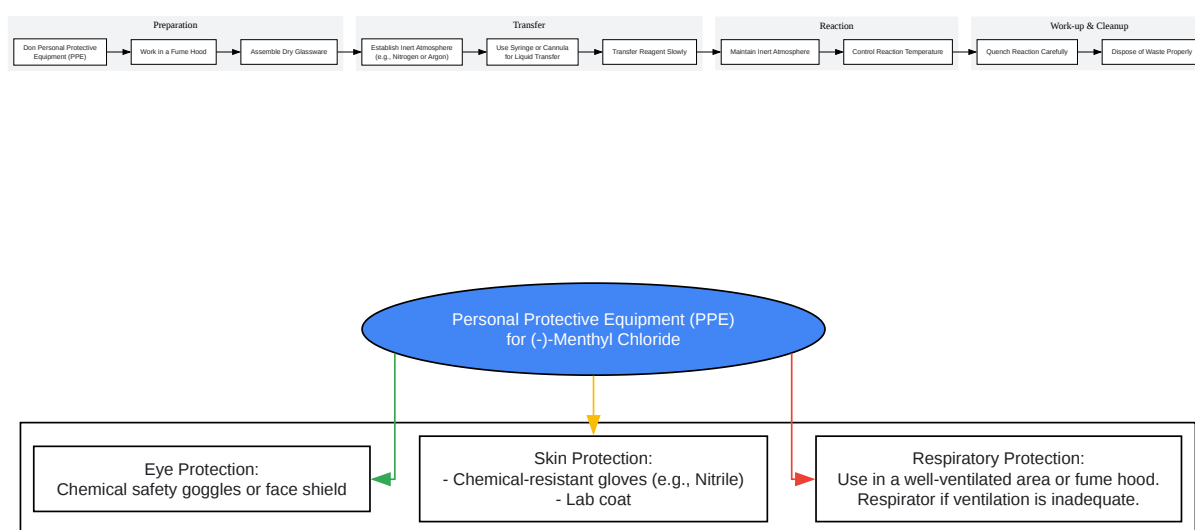 Preparation
Transfer
Reaction
Work-up & Cleanup
Don Personal Protective
Equipment (PPE)
Work in a Fume Hood
Assemble Dry Glassware
Establish Inert Atmosphere
(e.g., Nitrogen or Argon)
Use Syringe or Cannula
for Liquid Transfer
Transfer Reagent Slowly
Maintain Inert Atmosphere
Control Reaction Temperature
Quench Reaction Carefully
Dispose of Waste Properly
Personal Protective Equipment (PPE)
for (-)-Menthyl Chloride
Eye Protection:
Chemical safety goggles or face shield
Skin Protection:
- Chemical-resistant gloves (e.g., Nitrile)
- Lab coat
Respiratory Protection:
Use in a well-ventilated area or fume hood.
Respirator if ventilation is inadequate.